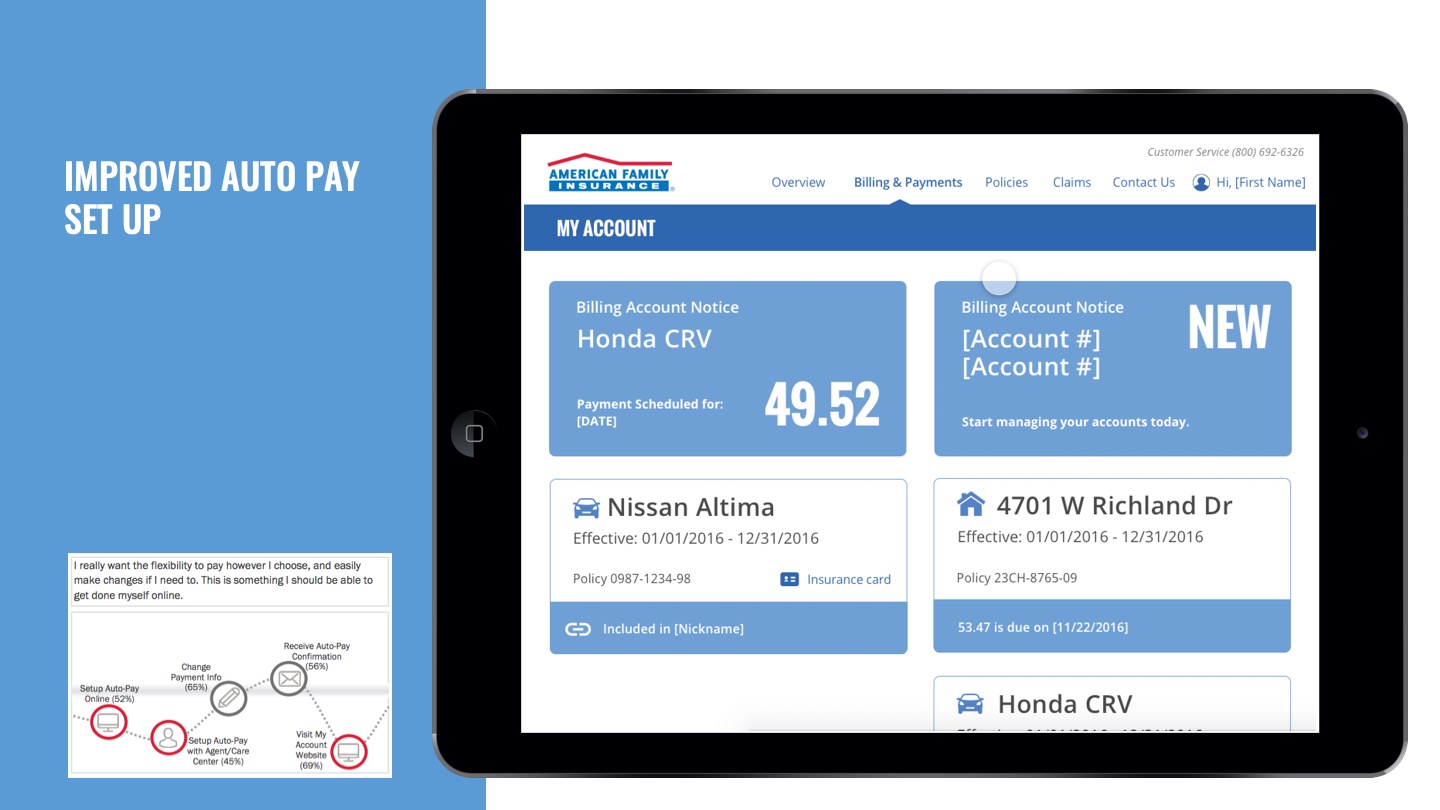 IMPROVED AUTO PAY
SET UP
I really want the flexibility to pay however I choose, and easily
make changes if I need to. This is something I should be able to
get done myself online.
Setup Auto-Pay
Online (52%)
Setup Auto-Pay
with Agent/Care
Center (45%)
Change
Payment Info
(65%)
Receive Auto-Pay
Confirmation
(56%)
Visit My
Account
Website
(69%)
AMERICAN FAMILY
INSURANCE®
Customer Service (800) 692-6326
Overview Billing & Payments Policies Claims Contact Us Hi, [First Name]
MY ACCOUNT
Billing Account Notice
Honda CRV
Payment Scheduled for:
[DATE]
49.52
Billing Account Notice
[Account #]
[Account #]
NEW
Start managing your accounts today.
Nissan Altima
Effective: 01/01/2016 - 12/31/2016
Policy 0987-1234-98
Insurance card
Included in [Nickname]
4701 W Richland Dr
Effective: 01/01/2016 - 12/31/2016
Policy 23CH-8765-09
53.47 is due on [11/22/2016]
Honda CRV